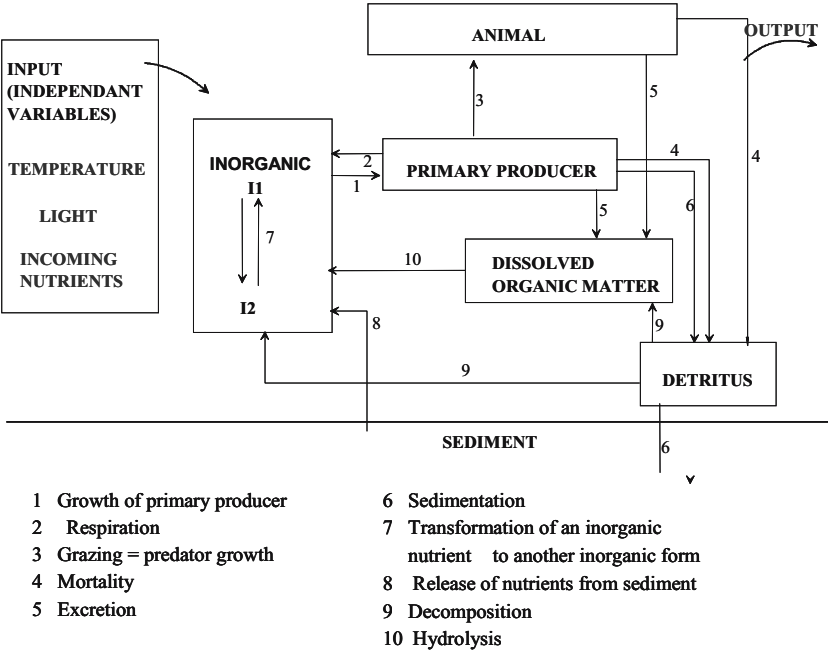 ANIMAL
OUTPUT
INPUT
(INDEPENDANT
VARIABLES)
TEMPERATURE
LIGHT
INCOMING
NUTRIENTS
3
5
4
INORGANIC
I1
7
I2
2
1
PRIMARY PRODUCER
4
6
5
10
DISSOLVED
ORGANIC MATTER
8
9
9
DETRITUS
SEDIMENT
6
1 Growth of primary producer
2 Respiration
3 Grazing = predator growth
4 Mortality
5 Excretion
6 Sedimentation
7 Transformation of an inorganic
nutrient to another inorganic form
8 Release of nutrients from sediment
9 Decomposition
10 Hydrolysis